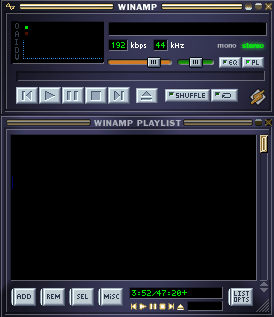 WINAMP
O
A
I
D
V
192 kbps 44 kHz mono stereo
EQ PL
SHUFFLE
WINAMP PLAYLIST
ADD REM SEL MISC 3:52/47:20+ LIST OPTS